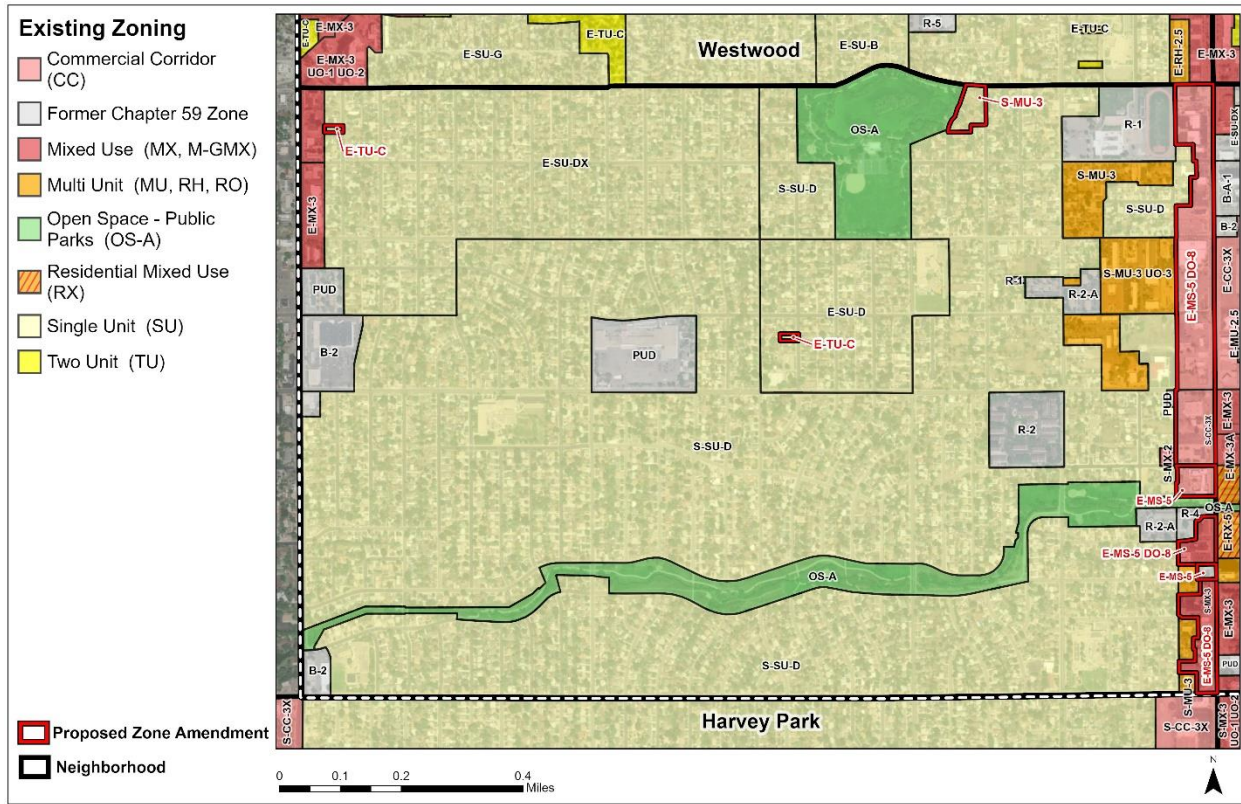 Existing Zoning
Commercial Corridor
(CC)
Former Chapter 59 Zone
Mixed Use (MX, M-GMX)
Multi Unit (MU, RH, RO)
Open Space - Public
Parks (OS-A)
Residential Mixed Use
(RX)
Single Unit (SU)
Two Unit (TU)
Proposed Zone Amendment
Neighborhood
0 0.1 0.2 0.4
Miles
N
E-TU-C
E-MX-3
E-MX-3
UO-1 UO-2
E-SU-G
E-TU-C
Westwood
E-SU-B
R-5
E-TU-C
E-RH-2.5
E-MX-3
E-TU-C
E-MX-3
E-SU-DX
S-SU-D
OS-A
S-MU-3
R-1
S-MU-3
S-SU-D
E-SU-DX
B-A-1
B-2
E-MS-5 DO-8
E-CC-3X
PUD
B-2
PUD
E-SU-D
E-TU-C
R-1
R-2-A
S-MU-3 UO-3
E-MU-2.5
S-SU-D
R-2
PUD
S-MX-2
S-CC-3X
E-MX-3
E-MX-3A
E-MS-5
OS-A
R-4
R-2-A
E-RX-5
E-MS-5 DO-8
E-MS-5
OS-A
S-MX-3
E-MX-3
E-MS-5 DO-8
PUD
B-2
S-SU-D
S-MU-3
S-CC-3X
Harvey Park
S-CC-3X
S-MX-3
UO-1 UO-2